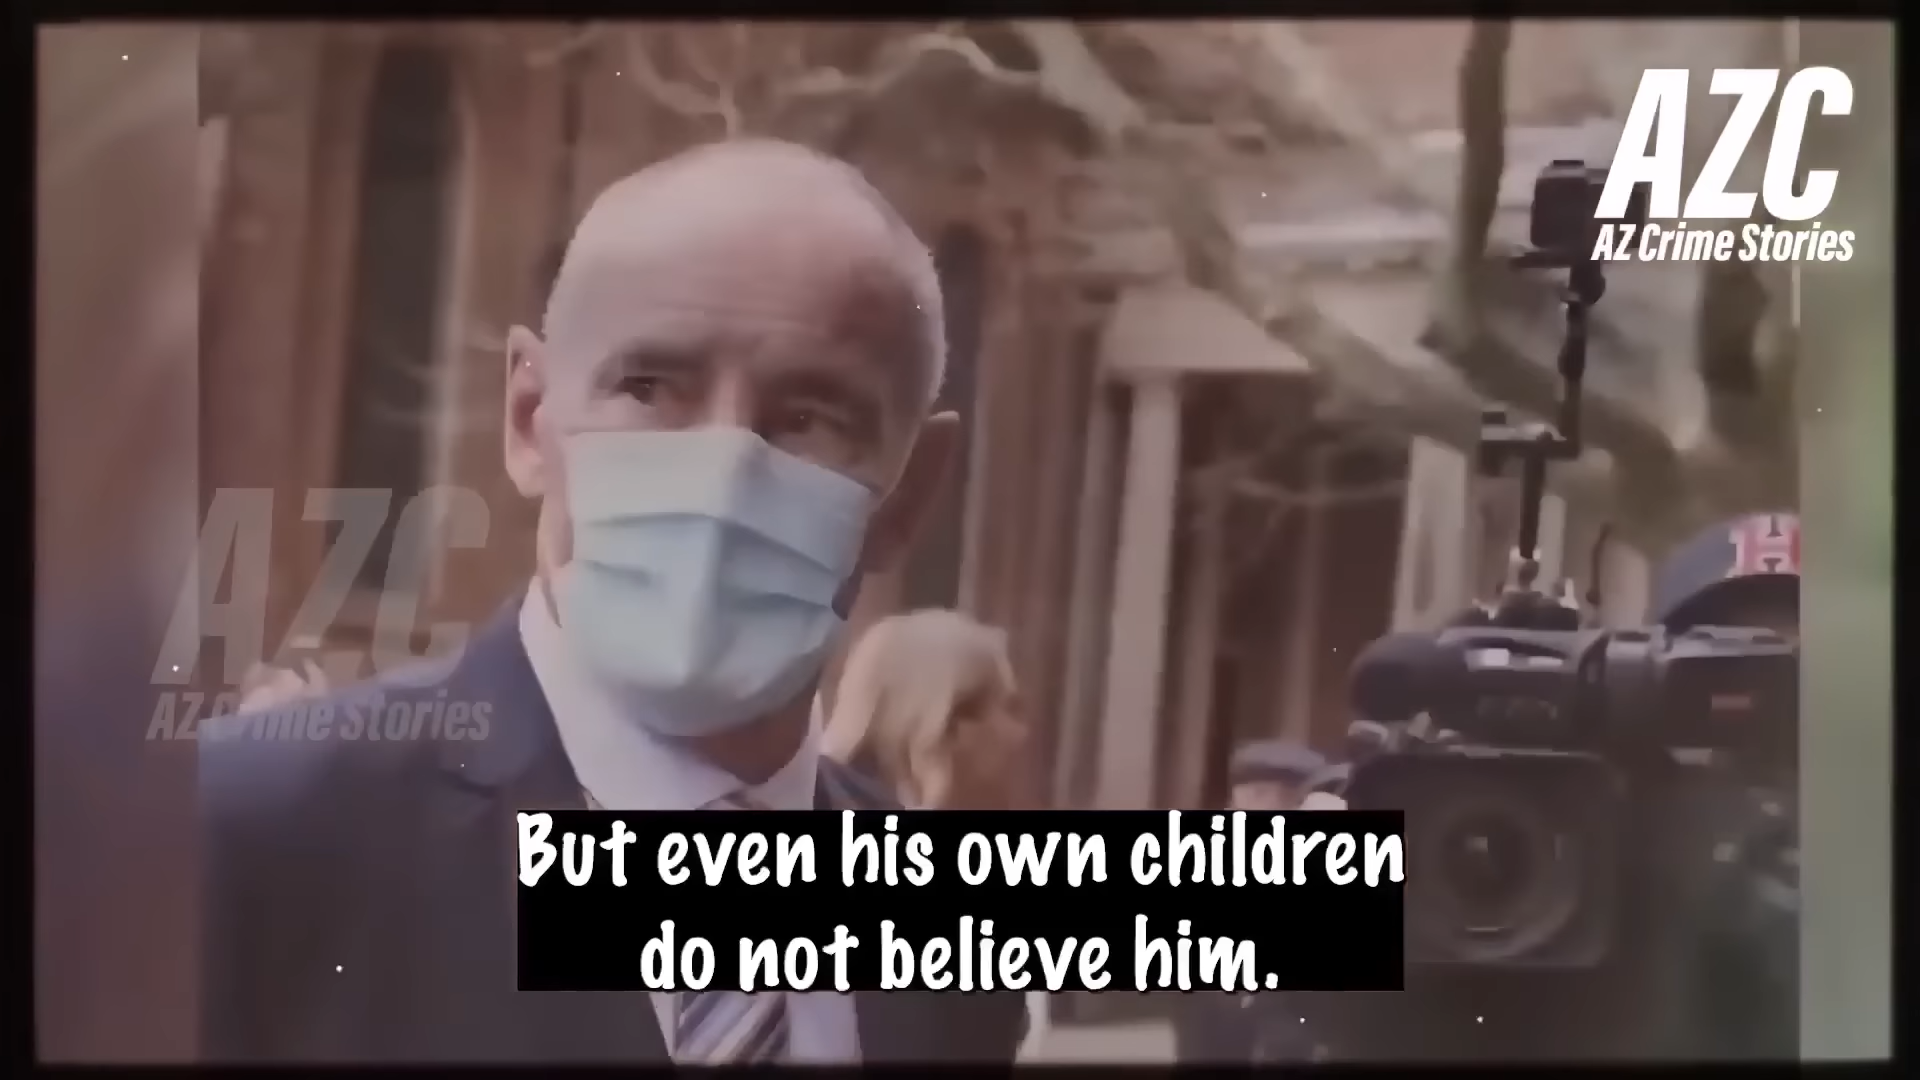 AZC
AZ Crime Stories
H
AZC
AZ Crime Stories
But even his own children
do not believe him.